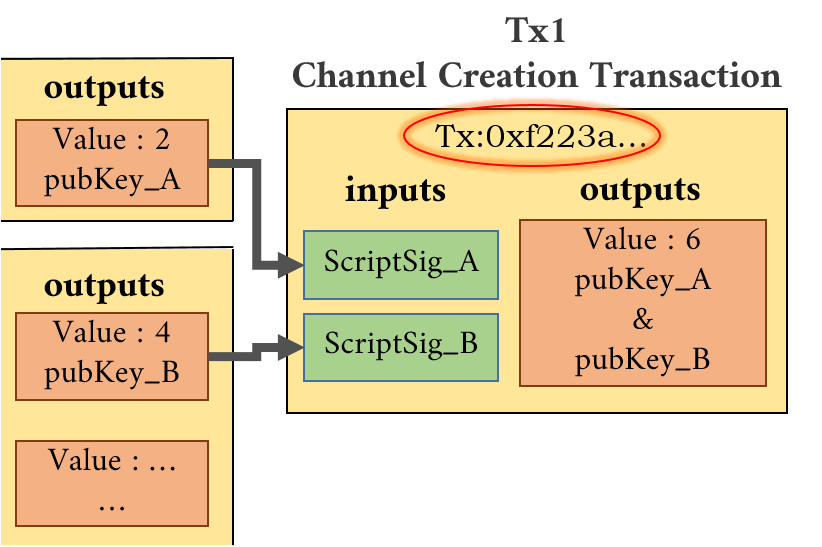 Tx1
Channel Creation Transaction
outputs
Value : 2
pubKey_A
outputs
Value : 4
pubKey_B
Value : ...
...
Tx:0xf223a...
inputs
ScriptSig_A
ScriptSig_B
outputs
Value : 6
pubKey_A
&
pubKey_B